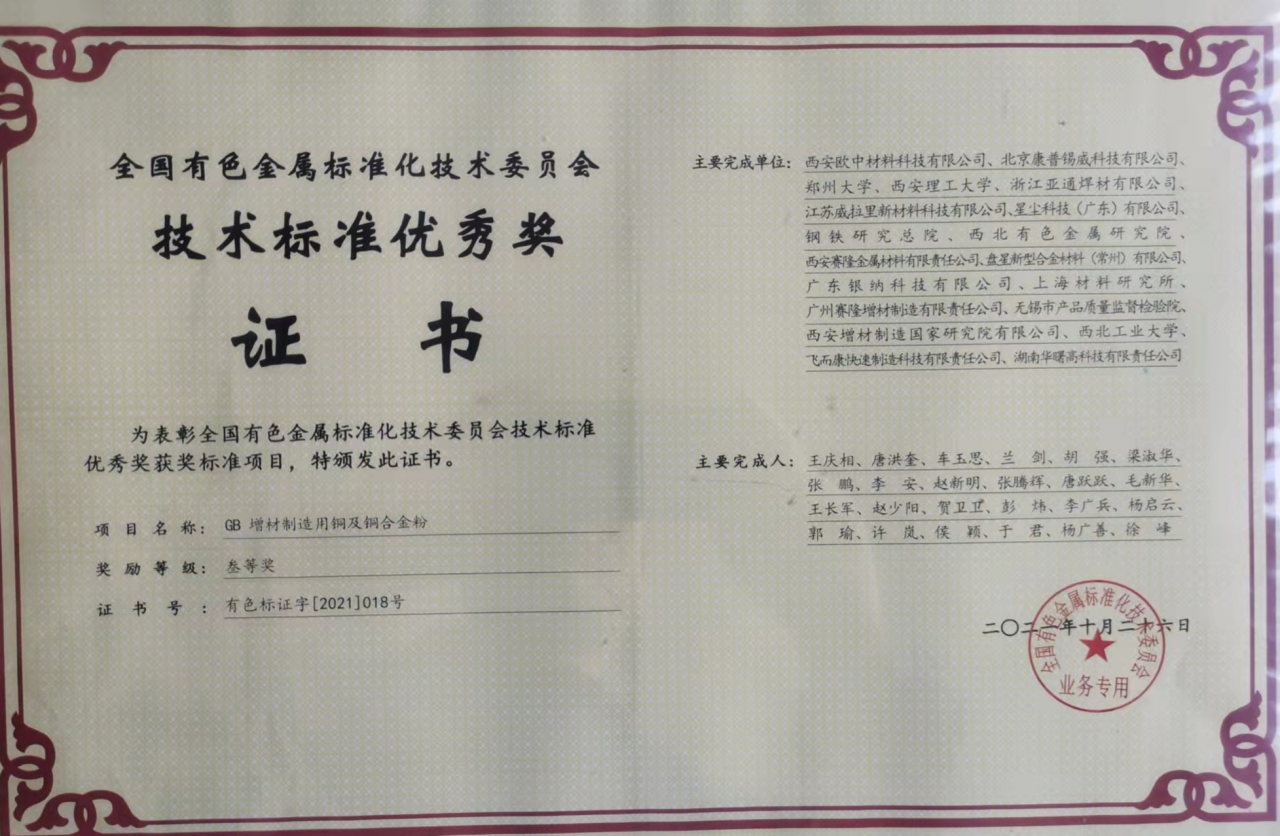 全国有色金属标准化技术委员会
技术标准优秀奖
证 书
为表彰全国有色金属标准化技术委员会技术标准
优秀奖获奖标准项目，特颁发此证书。
项目名称：GB 增材制造用铜及铜合金粉
奖励等级：叁等奖
证书号：有色标证字[2021]018号
主要完成单位：西安欧中材料科技有限公司、北京康普锡威科技有限公司、
郑州大学、西安理工大学、浙江亚通焊材有限公司、
江苏威拉里新材料科技有限公司、星尘科技（广东）有限公司、
钢铁研究总院、西北有色金属研究院、
西安赛隆金属材料有限责任公司、盘星新型合金材料（常州）有限公司、
广东银纳科技有限公司、上海材料研究所、
广州赛隆增材制造有限责任公司、无锡市产品质量监督检验院、
西安增材制造国家研究院有限公司、西北工业大学、
飞而康快速制造科技有限责任公司、湖南华曙高科技有限责任公司
主要完成人：王庆相、唐洪奎、车玉思、兰 剑、胡 强、梁淑华、
张 鹏、李 安、赵新明、张腾辉、唐跃跃、毛新华、
王长军、赵少阳、贺卫卫、彭 炜、李广兵、杨启云、
郭 瑜、许 岚、侯 颖、于 君、杨广善、徐 峰
二〇二一年十月二十六日
全国有色金属标准化技术委员会
业务专用